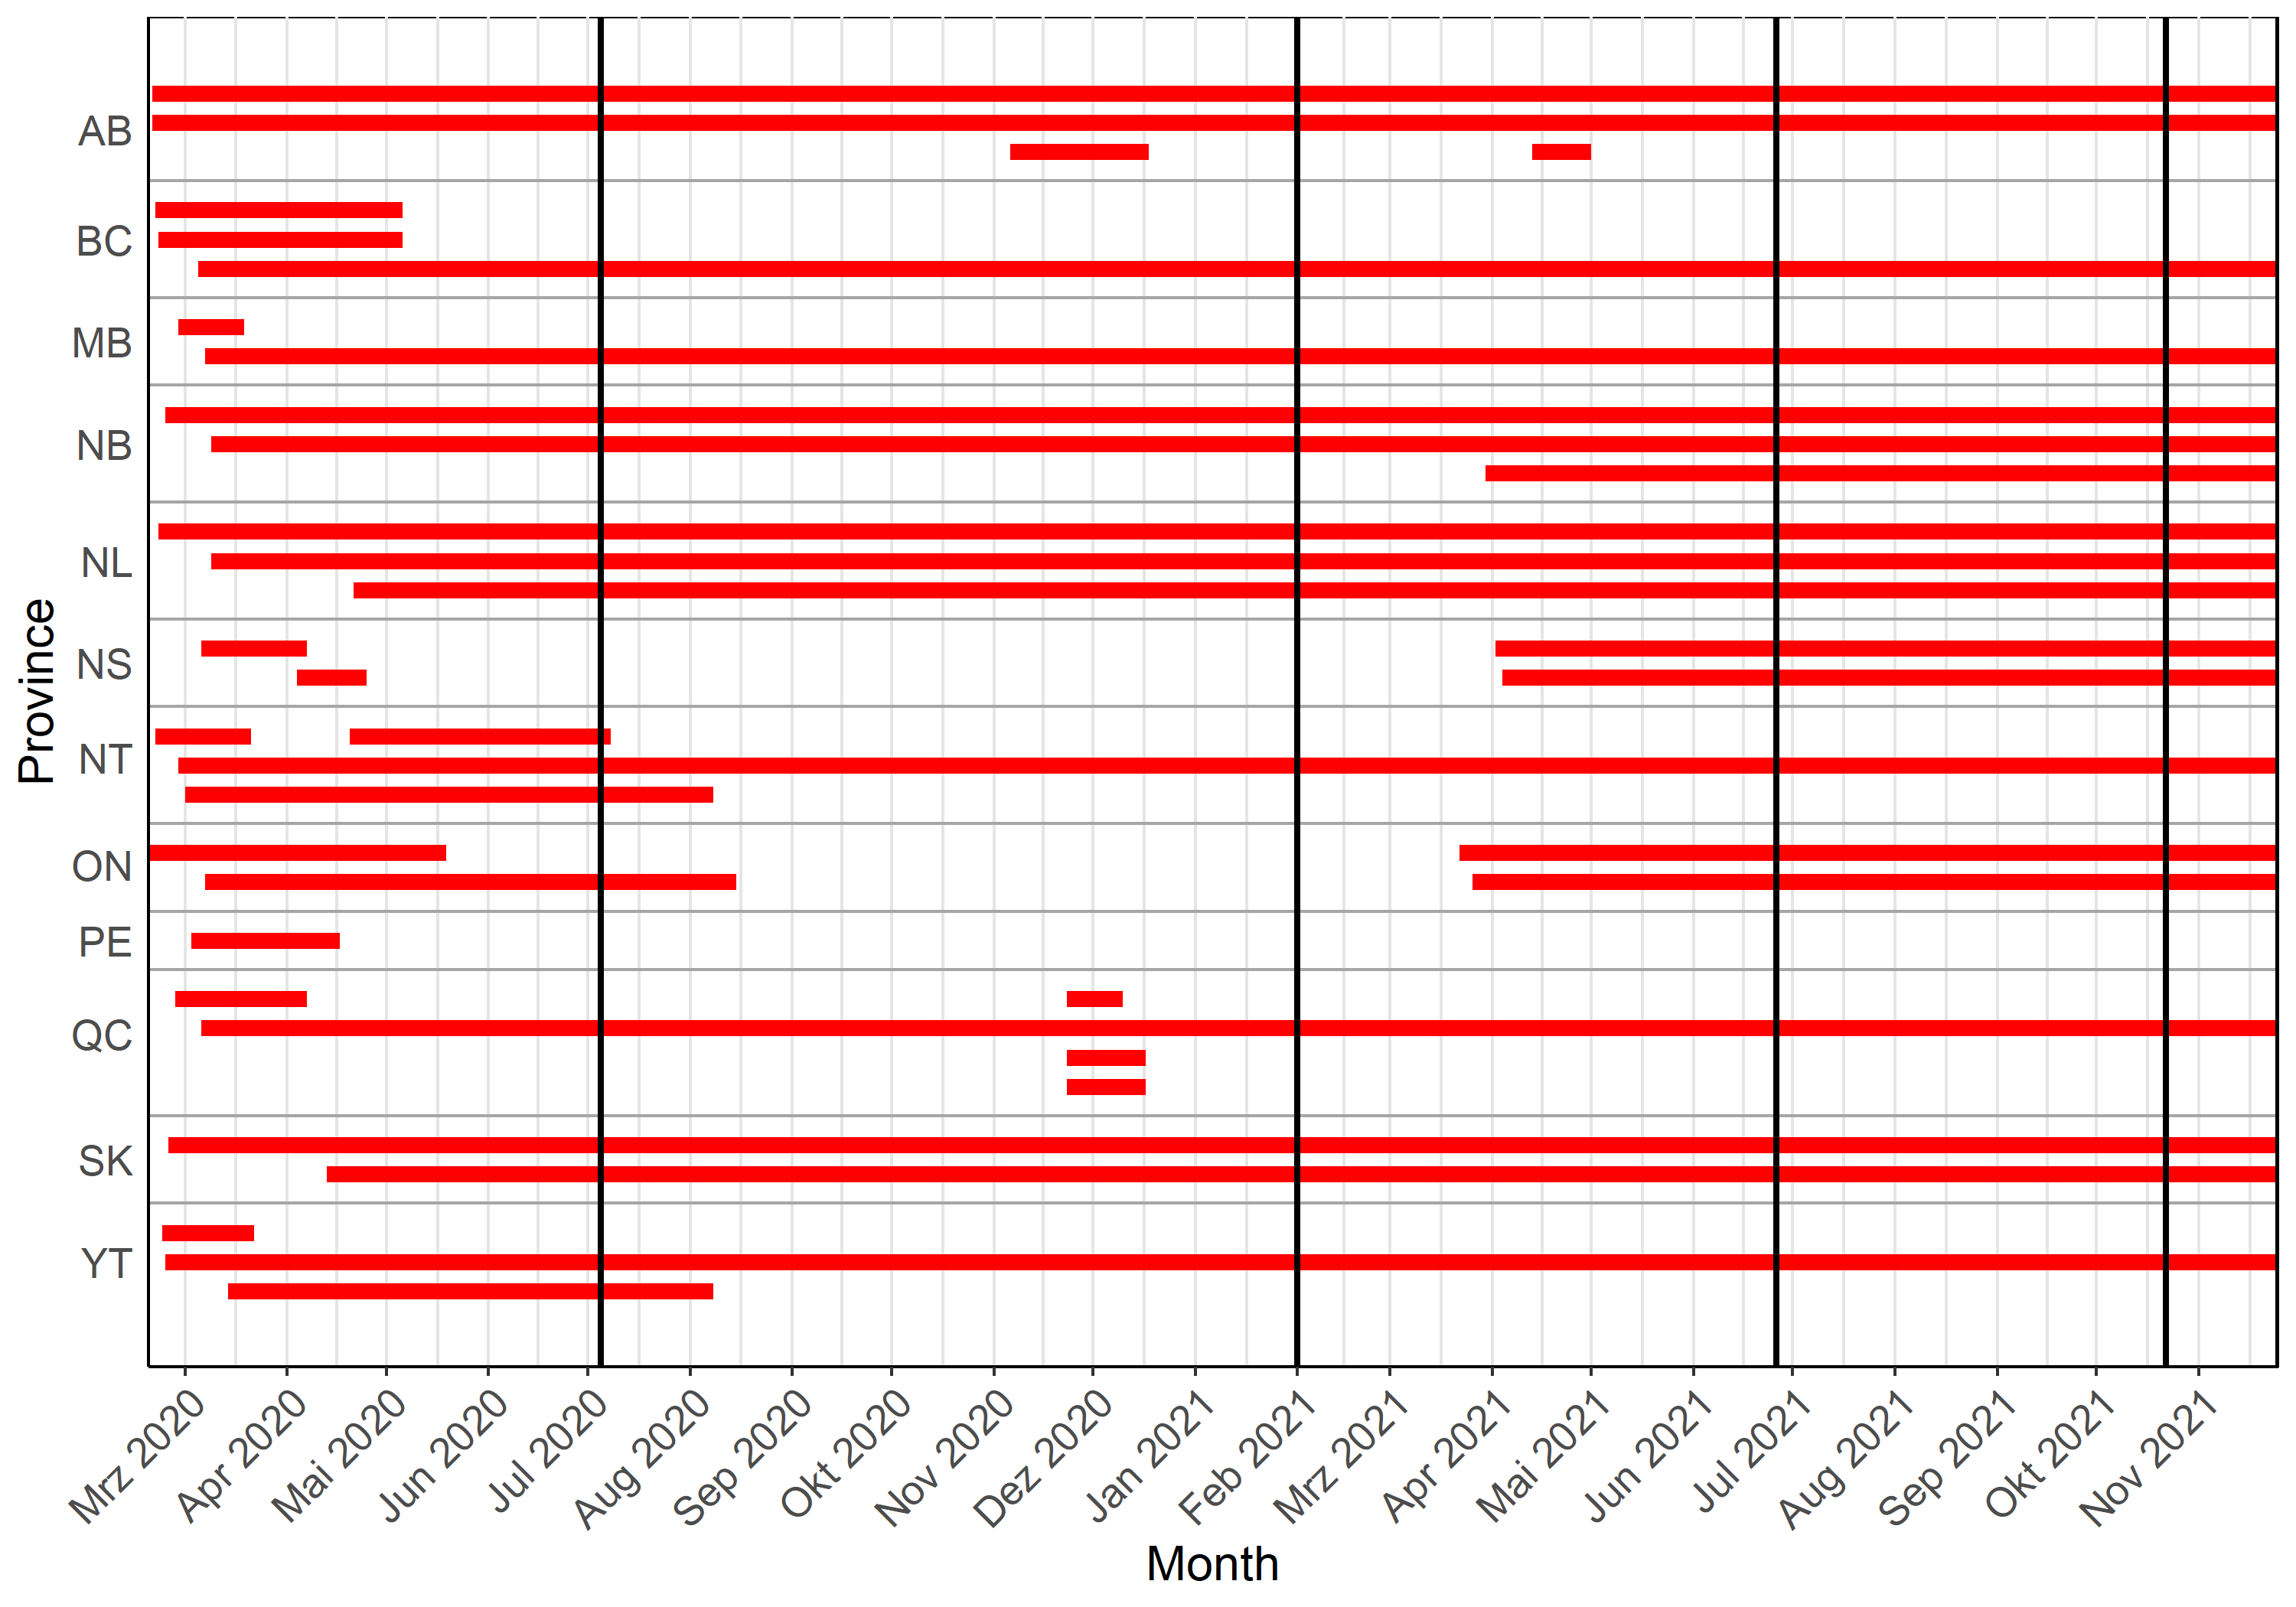 Province
AB
BC
MB
NB
NL
NS
NT
ON
PE
QC
SK
YT
Mrz 2020
Apr 2020
Mai 2020
Jun 2020
Jul 2020
Aug 2020
Sep 2020
Okt 2020
Nov 2020
Dez 2020
Jan 2021
Feb 2021
Mrz 2021
Apr 2021
Mai 2021
Jun 2021
Jul 2021
Aug 2021
Sep 2021
Okt 2021
Nov 2021
Month